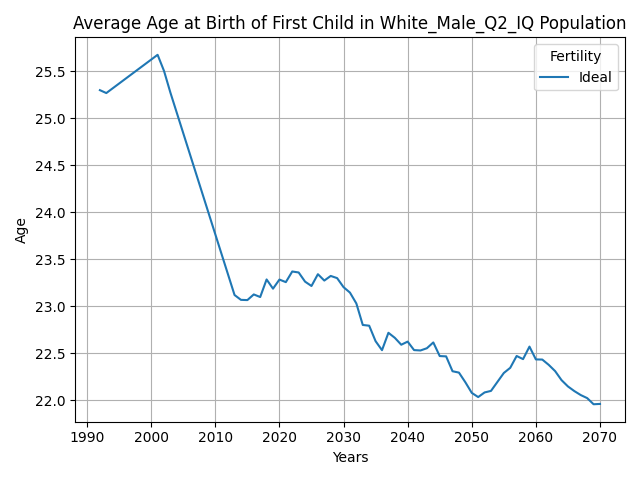 Average Age at Birth of First Child in White_Male_Q2_IQ Population
Fertility
Ideal
25.5
25.0
24.5
24.0
23.5
23.0
22.5
22.0
Age
1990 2000 2010 2020 2030 2040 2050 2060 2070
Years